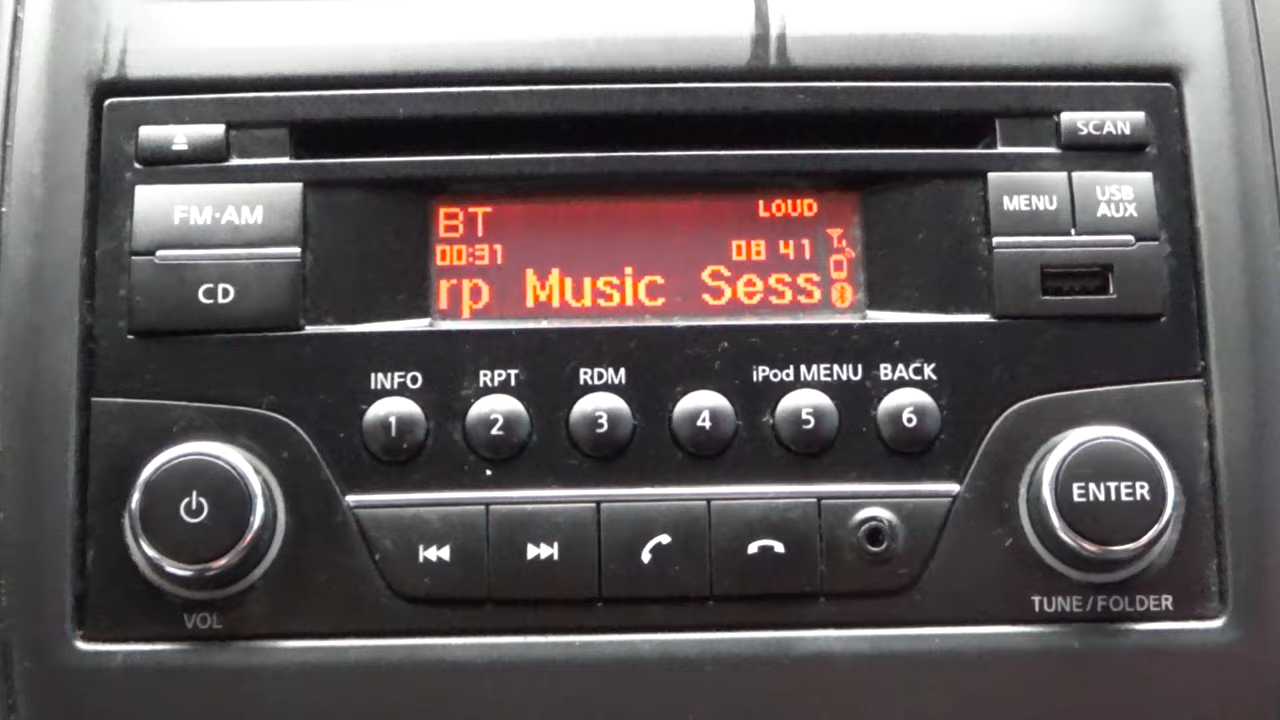 SCAN
FM·AM
BT
LOUD
MENU
USB
AUX
00:31
08 41
CD
rp Music Sess
INFO
RPT
RDM
iPod MENU
BACK
1
2
3
4
5
6
ENTER
VOL
TUNE/FOLDER